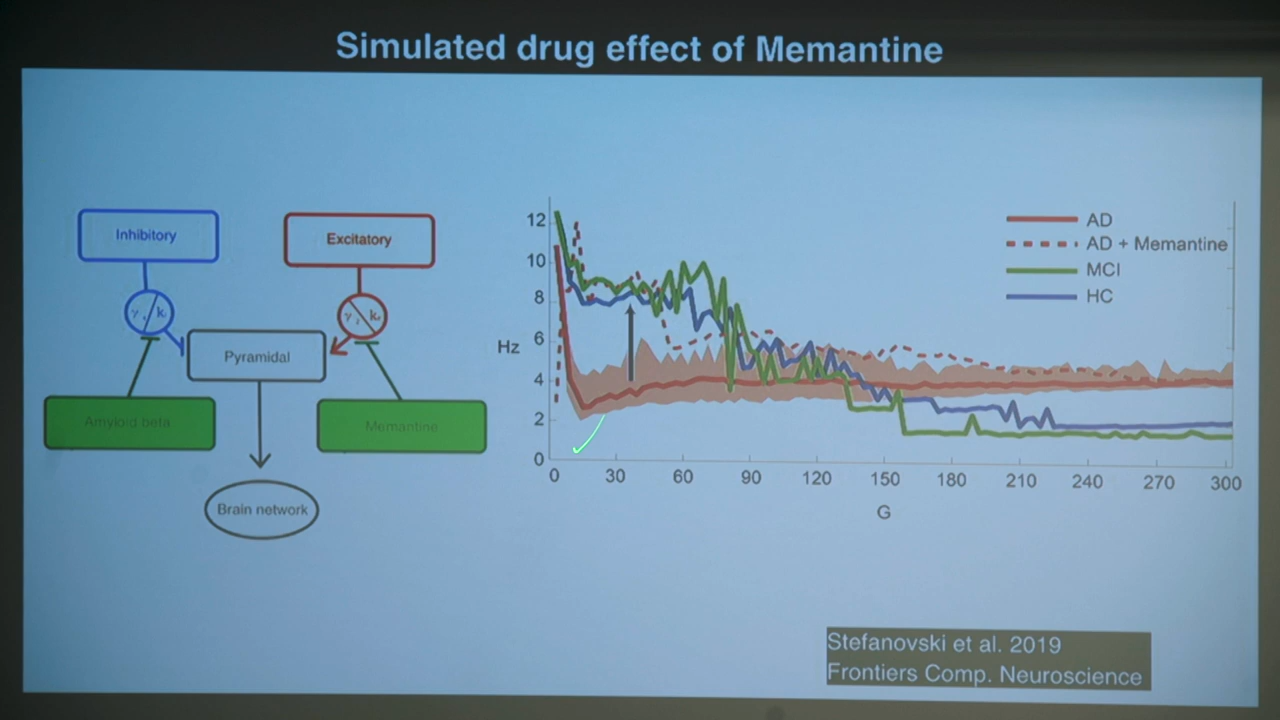 Simulated drug effect of Memantine
Inhibitory
Excitatory
Pyramidal
Amyloid beta
Memantine
Brain network
12
10
8
6
4
2
0
Hz
0 30 60 90 120 150 180 210 240 270 300
G
AD
AD + Memantine
MCI
HC
Stefanovski et al. 2019
Frontiers Comp. Neuroscience